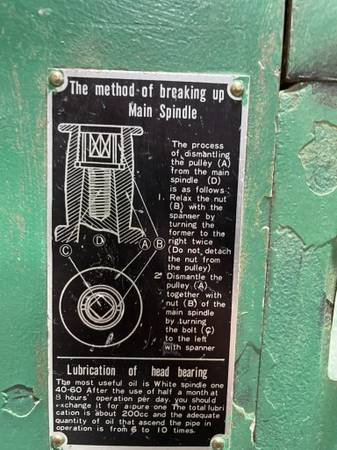 The method of breaking up
Main Spindle
The process
of dismantling
the pulley (A)
from the main
spindle (D)
is as follows:
1. Relax the nut
(B) with the
spanner by
turning the
former to the
right twice
(Do not detach
the nut from
the pulley)
2. Dismantle the
pulley (A)
together with
nut (B) of the
main spindle
by turning
the bolt (C)
to the left
with spanner
D
A
B
C
Lubrication of head bearing
The most useful oil is White spindle one
40-60 After the use of half a month at
8 hours' operation per day, you should
exchange it for a pure one The total lubri
cation is about 200cc and the adequate
quantity of oil that ascend the pipe in
operation is from 6 to 10 times.